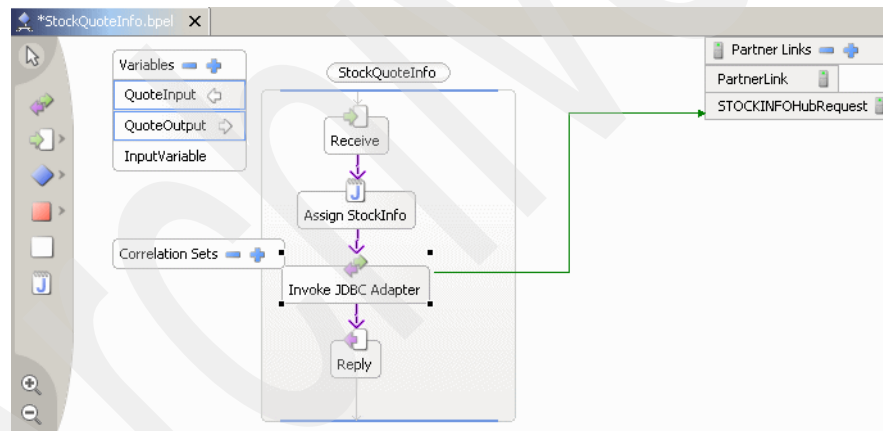 *StockQuoteInfo.bpel
Variables
QuoteInput
QuoteOutput
InputVariable
Correlation Sets
StockQuoteInfo
Receive
J
Assign StockInfo
Invoke JDBC Adapter
Reply
Partner Links
PartnerLink
STOCKINFOHubRequest
J